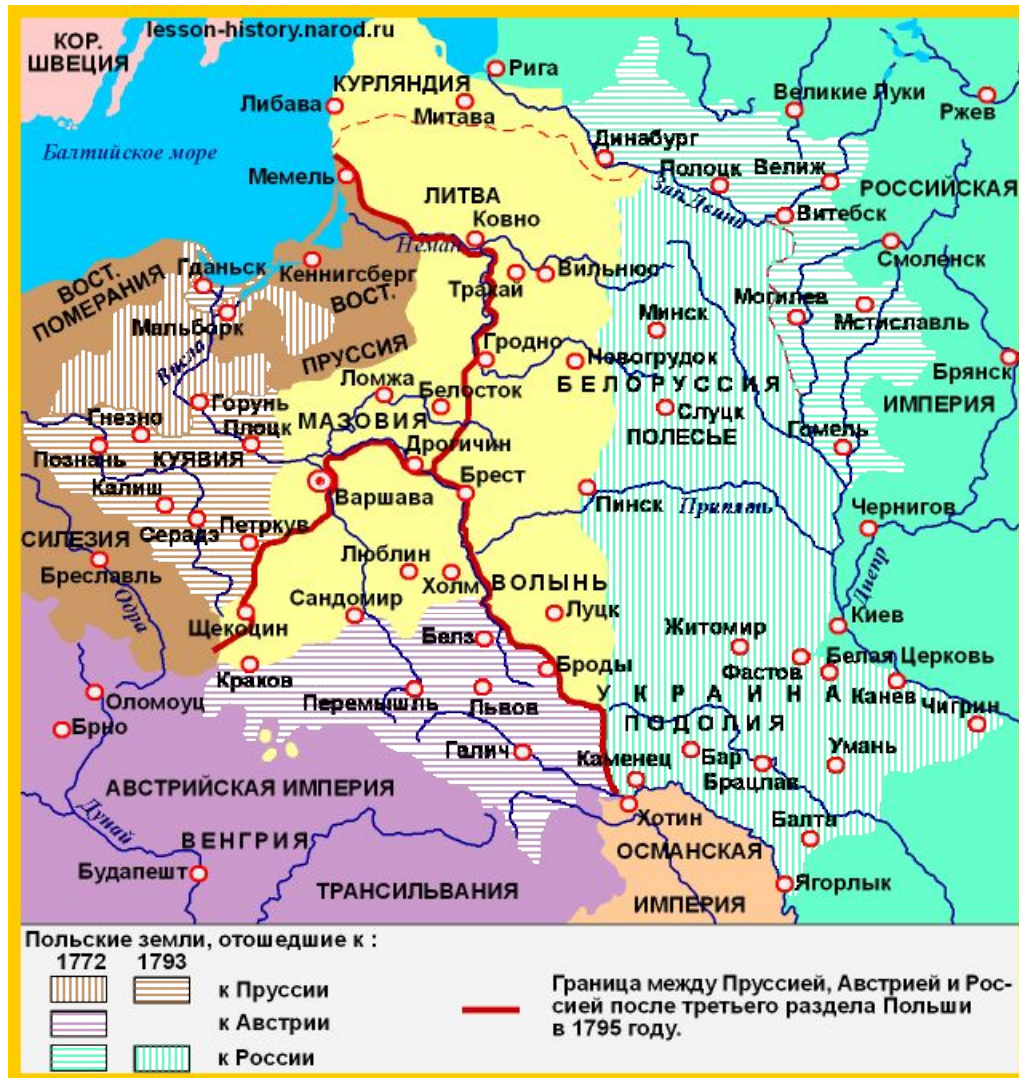 lesson-history.narod.ru
КОР.
ШВЕЦИЯ
КУРЛЯНДИЯ
Рига
Либава
Митава
Великие Луки
Ржев
Балтийское море
Динабург
Полоцк
Велиж
Мемель
Зап. Двина
РОССИЙСКАЯ
ЛИТВА
Ковно
Витебск
Неман
Смоленск
Гданьск
Кеннигсберг
Вильнюс
ВОСТ.
ПОМЕРАНИЯ
ВОСТ.
Тракай
Могилев
Мальборк
Минск
Мстиславль
Висла
ПРУССИЯ
Гродно
Новогрудок
Брянск
Ломжа
Белосток
БЕЛОРУССИЯ
ИМПЕРИЯ
Гнезно
Горунь
Слуцк
Плоцк
МАЗОВИЯ
ПОЛЕСЬЕ
Гомель
Познань
КУЯВИЯ
Дрогичин
Брест
Калиш
Варшава
Пинск
Припять
Чернигов
СИЛЕЗИЯ
Серадз
Петркув
Бреславль
Люблин
Холм
ВОЛЫНЬ
Днепр
Одра
Сандомир
Луцк
Киев
Щекоцин
Белз
Житомир
Краков
Броды
Фастов
Белая Церковь
Оломоуц
Перемышль
Львов
УКРАИНА
Канев
Чигрин
Брно
ПОДОЛИЯ
Галич
Каменец
Бар
Умань
Брацлав
АВСТРИЙСКАЯ ИМПЕРИЯ
Дунай
Хотин
Балта
ВЕНГРИЯ
ОСМАНСКАЯ
Будапешт
ТРАНСИЛЬВАНИЯ
ИМПЕРИЯ
Ягорлык
Польские земли, отошедшие к :
1772 1793
к Пруссии
к Австрии
к России
Граница между Пруссией, Австрией и Рос-
сией после третьего раздела Польши
в 1795 году.